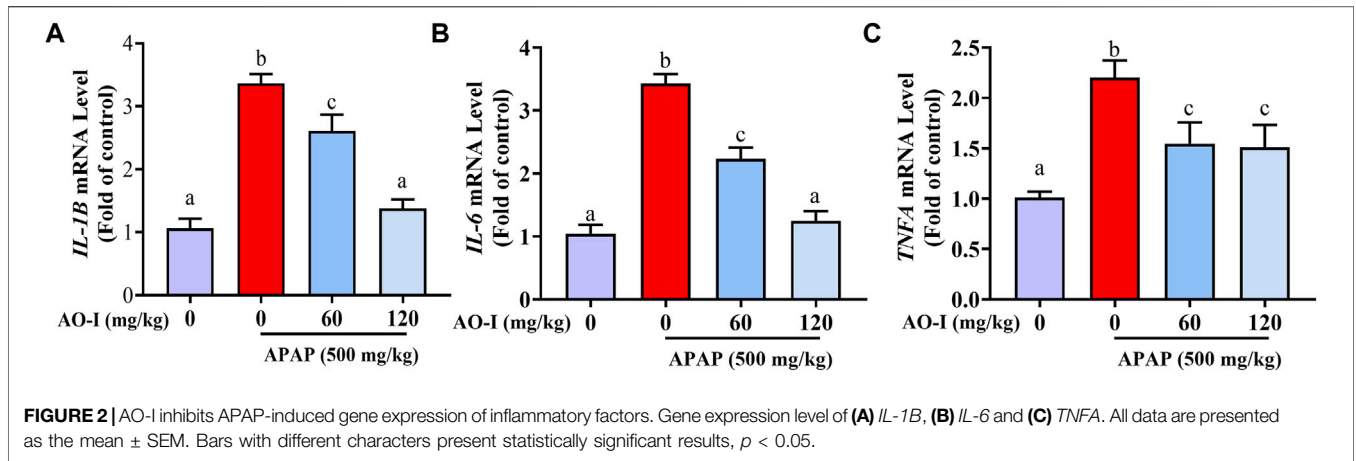 A
IL-1B mRNA Level
(Fold of control)
4
3
2
1
0
a
b
c
a
AO-I (mg/kg) 0 0 60 120
APAP (500 mg/kg)
B
IL-6 mRNA Level
(Fold of control)
4
3
2
1
0
a
b
c
a
AO-I (mg/kg) 0 0 60 120
APAP (500 mg/kg)
C
TNFA mRNA Level
(Fold of control)
2.5
2.0
1.5
1.0
0.5
0.0
a
b
c
c
AO-I (mg/kg) 0 0 60 120
APAP (500 mg/kg)
FIGURE 2 | AO-I inhibits APAP-induced gene expression of inflammatory factors. Gene expression level of (A) IL-1B, (B) IL-6 and (C) TNFA. All data are presented
as the mean ± SEM. Bars with different characters present statistically significant results, p < 0.05.